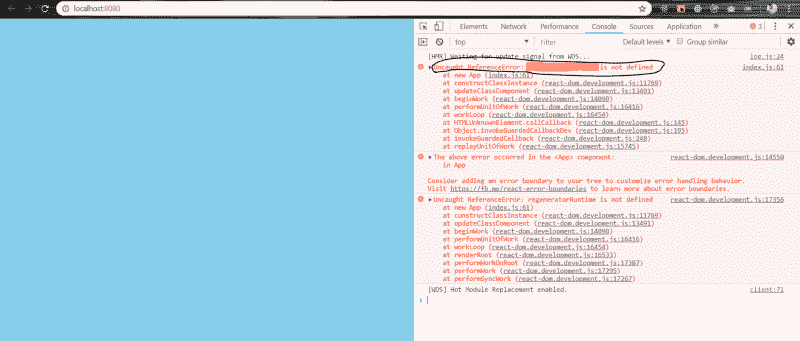 localhost:8080
Elements Network Performance Console Sources Application » 3
top Filter Default levels Group similar
[HMR] Waiting for update signal from WDS... log.js:24
Uncaught ReferenceError: is not defined index.js:61
at new App (index.js:61)
at constructClassInstance (react-dom.development.js:11769)
at updateClassComponent (react-dom.development.js:13491)
at beginWork (react-dom.development.js:14090)
at performUnitOfWork (react-dom.development.js:16416)
at workLoop (react-dom.development.js:16454)
at HTMLUnknownElement.callCallback (react-dom.development.js:145)
at Object.invokeGuardedCallbackDev (react-dom.development.js:195)
at invokeGuardedCallback (react-dom.development.js:248)
at replayUnitOfWork (react-dom.development.js:15745)
The above error occurred in the <App> component: react-dom.development.js:14550
in App
Consider adding an error boundary to your tree to customize error handling behavior.
Visit https://fb.me/react-error-boundaries to learn more about error boundaries.
Uncaught ReferenceError: regeneratorRuntime is not defined react-dom.development.js:17356
at new App (index.js:61)
at constructClassInstance (react-dom.development.js:11769)
at updateClassComponent (react-dom.development.js:13491)
at beginWork (react-dom.development.js:14090)
at performUnitOfWork (react-dom.development.js:16416)
at workLoop (react-dom.development.js:16454)
at renderRoot (react-dom.development.js:16533)
at performWorkOnRoot (react-dom.development.js:17387)
at performWork (react-dom.development.js:17295)
at performSyncWork (react-dom.development.js:17267)
[WDS] Hot Module Replacement enabled. client:71